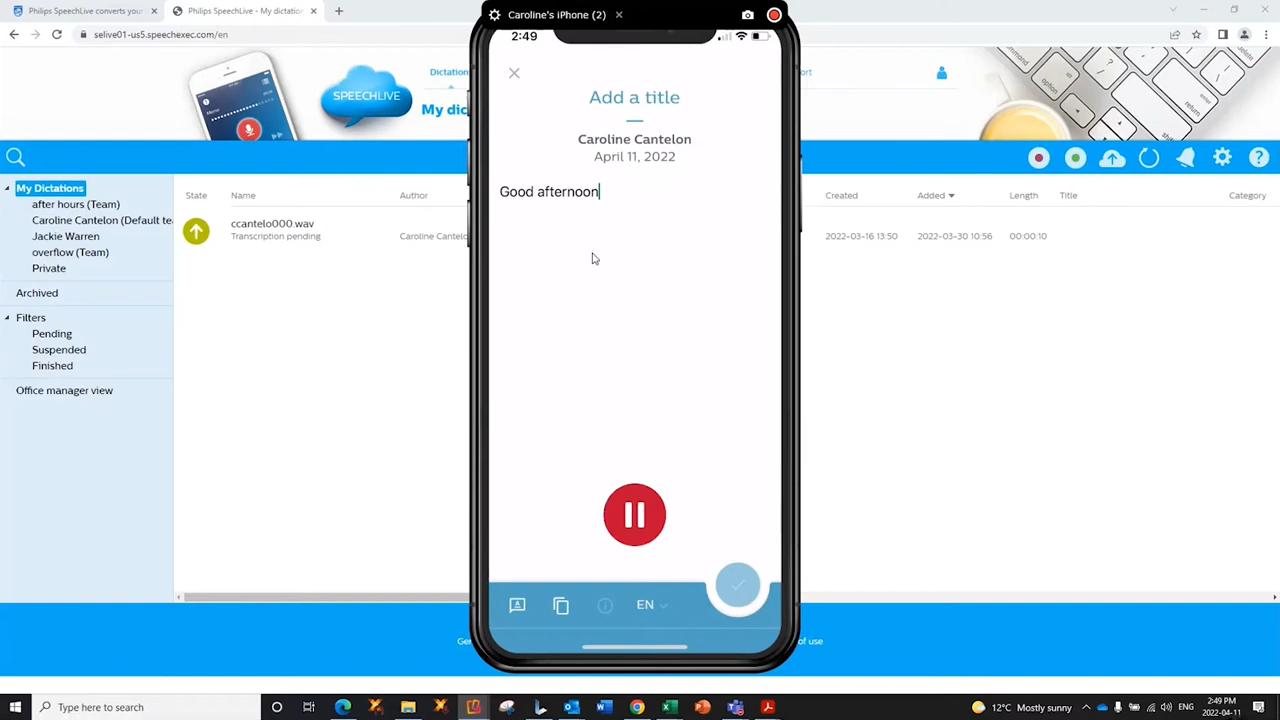 Philips SpeechLive converts your
Philips SpeechLive - My dictation
selive01-us5.speechexec.com/en
Caroline's iPhone (2)
2:49
SPEECHLIVE
Dictations
My dict
port
command
Add a title
Caroline Cantelon
April 11, 2022
Good afternoon
EN
My Dictations
after hours (Team)
Caroline Cantelon (Default te
Jackie Warren
overflow (Team)
Private
Archived
Filters
Pending
Suspended
Finished
Office manager view
State
Name
Author
Created
Added
Length
Title
Category
ccantelo000.wav
Transcription pending
Caroline Cantelo
2022-03-16 13:50
2022-03-30 10:56
00:00:10
Ge
of use
Type here to search
12°C Mostly sunny
ENG
2:49 PM
2022-04-11